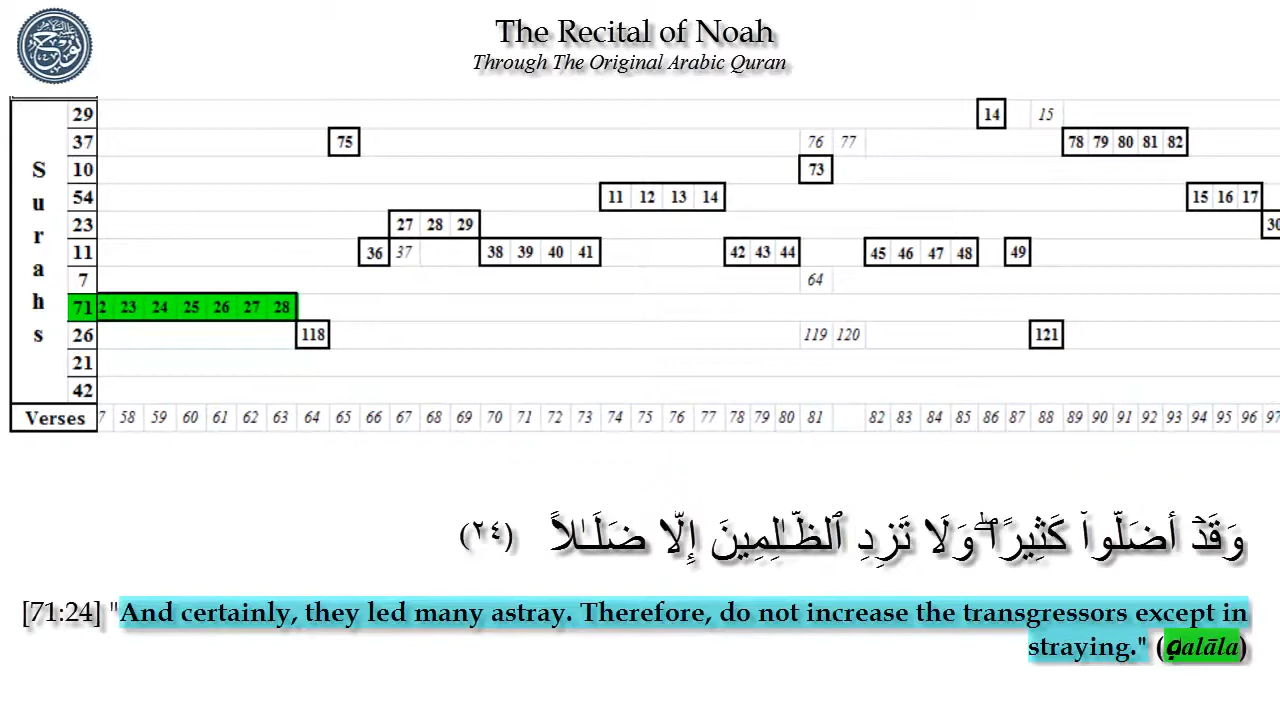 نوح
The Recital of Noah
Through The Original Arabic Quran
29 14 15
37 75 76 77 78 79 80 81 82
S 10 73
u 54 11 12 13 14 15 16 17
r 23 27 28 29 30
a 11 36 37 38 39 40 41 42 43 44 45 46 47 48 49
h 7 64
s 71 2 23 24 25 26 27 28
26 118 119 120 121
21
42
Verses 7 58 59 60 61 62 63 64 65 66 67 68 69 70 71 72 73 74 75 76 77 78 79 80 81 82 83 84 85 86 87 88 89 90 91 92 93 94 95 96 97
وَقَدْ أَضَلُّوا۟ كَثِيرًا ۖ وَلَا تَزِدِ ٱلظَّـٰلِمِينَ إِلَّا ضَلَـٰلًا (٢٤)
[71:24] "And certainly, they led many astray. Therefore, do not increase the transgressors except in
straying." (ḍalāla)